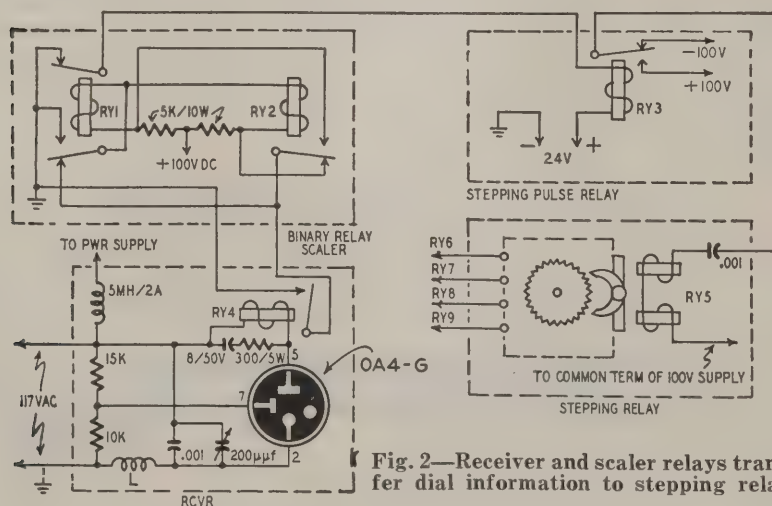 RY1
5K/10W
RY2
+100V DC
BINARY RELAY
SCALER
−100V
+100V
RY3
−
24V
+
STEPPING PULSE RELAY
TO PWR SUPPLY
5MH/2A
RY4
8/50V
300/5W
5
OA4-G
15K
117VAC
7
10K
.001
200μμf
2
L
RCVR
RY6
RY7
RY8
RY9
.001
RY5
TO COMMON TERM OF 100V SUPPLY
STEPPING RELAY
Fig. 2—Receiver and scaler relays tran
fer dial information to stepping rela